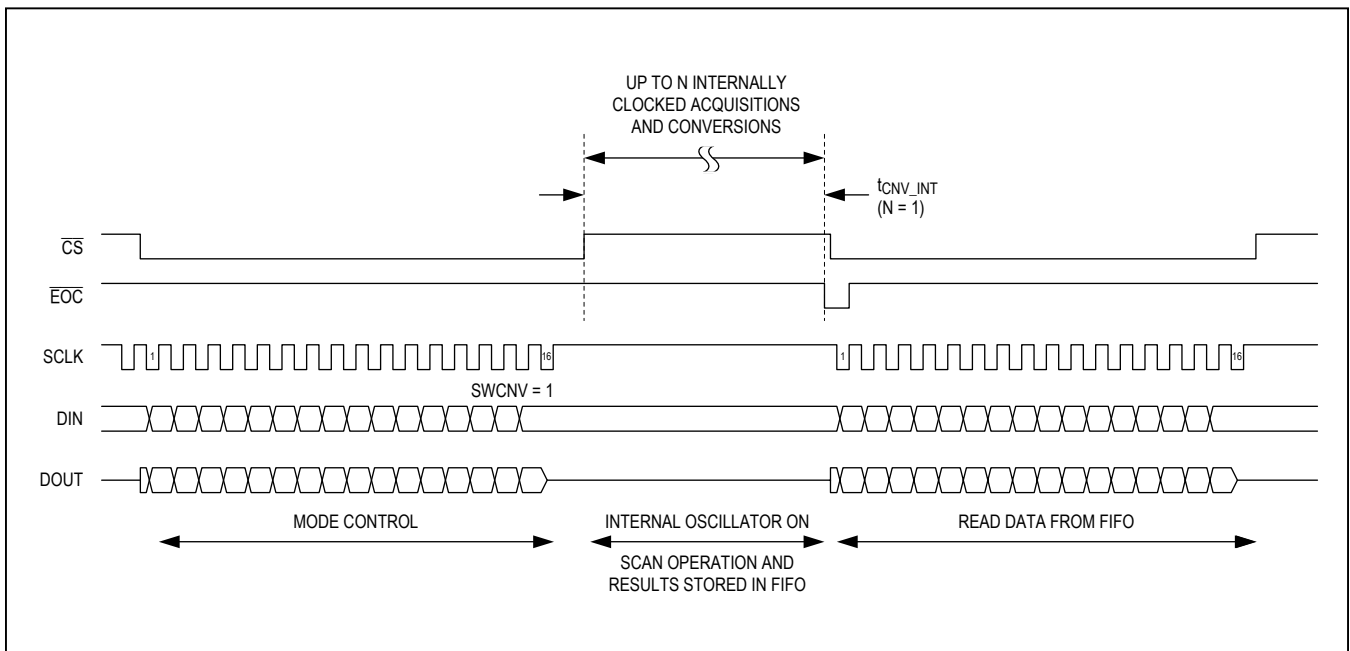 UP TO N INTERNALLY
CLOCKED ACQUISITIONS
AND CONVERSIONS
tCNV_INT
(N = 1)
CS
EOC
SCLK
1
16
1
16
SWCNV = 1
DIN
DOUT
MODE CONTROL
INTERNAL OSCILLATOR ON
READ DATA FROM FIFO
SCAN OPERATION AND
RESULTS STORED IN FIFO